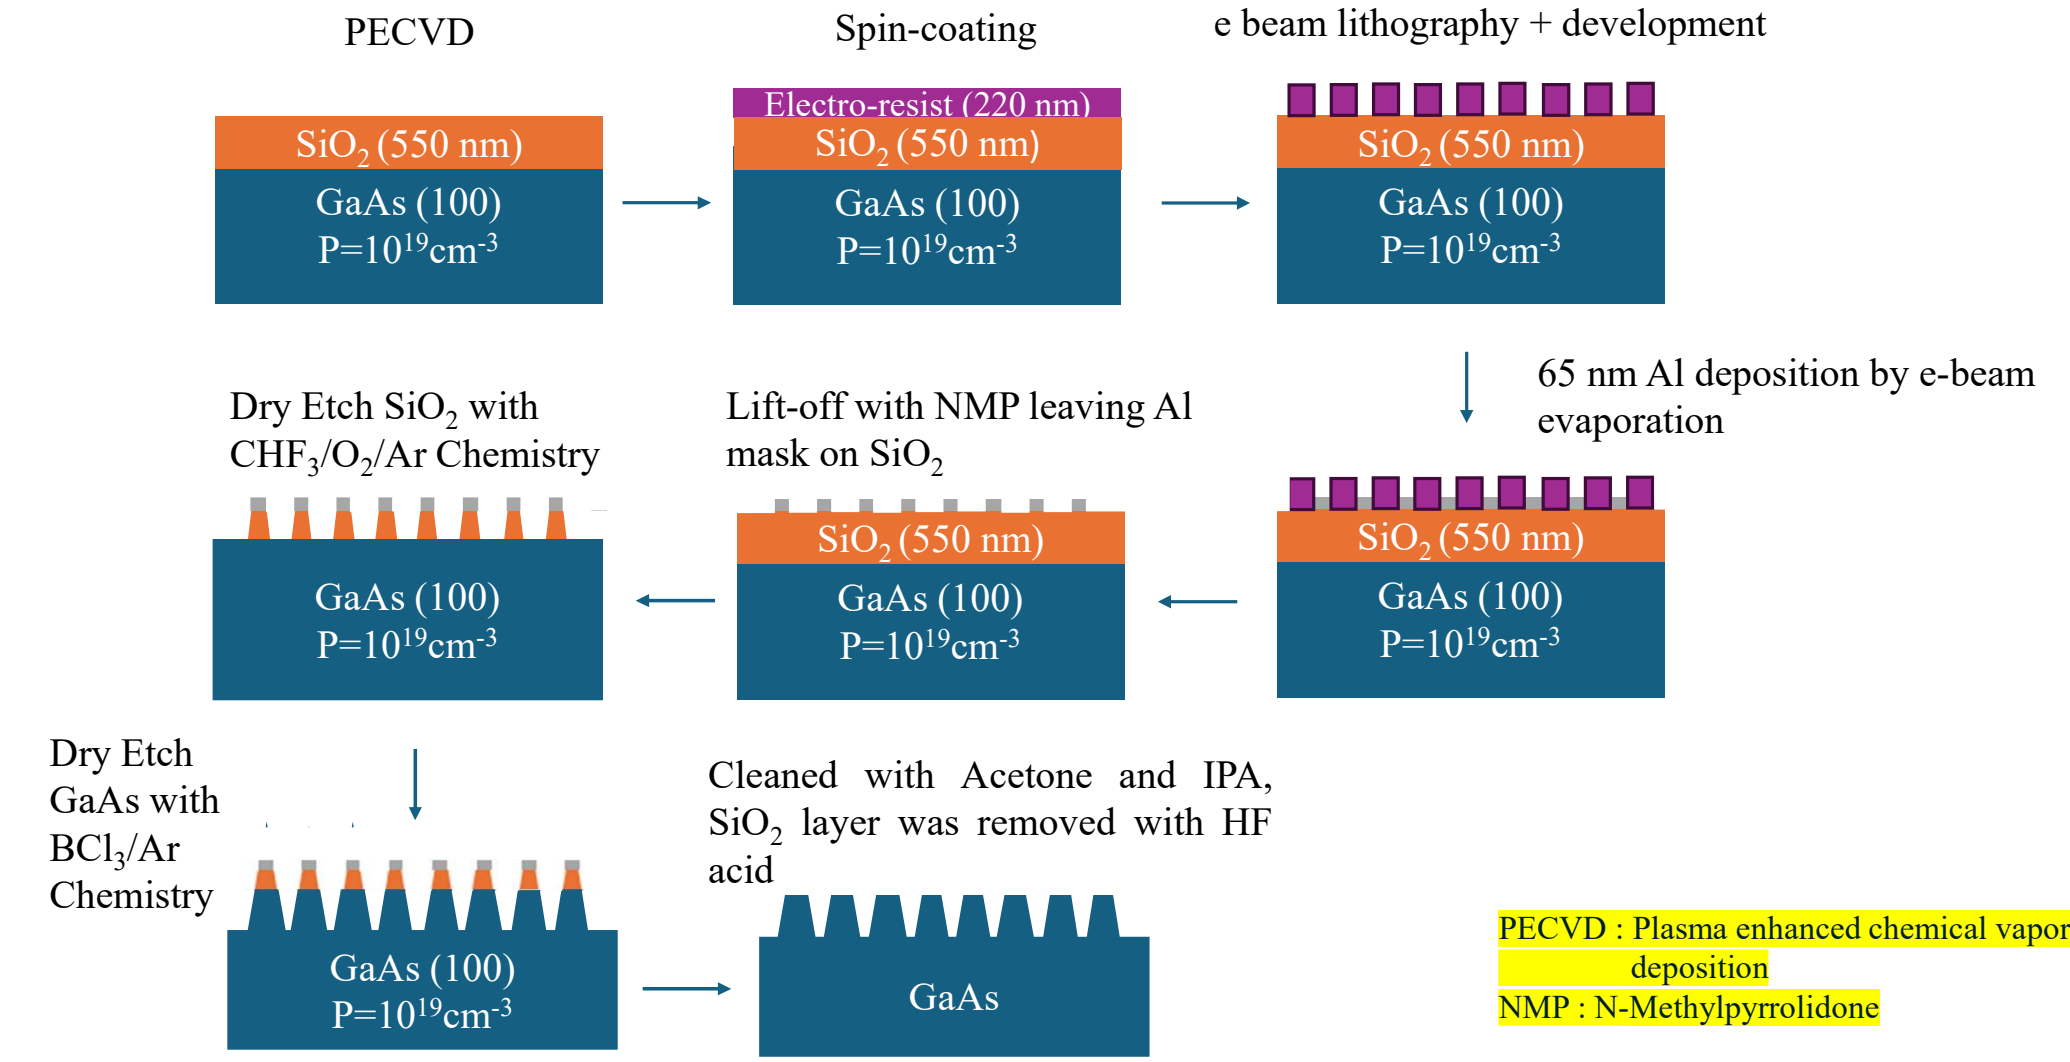 PECVD
SiO₂ (550 nm)
GaAs (100)
P=10¹⁹cm⁻³
Spin-coating
Electro-resist (220 nm)
SiO₂ (550 nm)
GaAs (100)
P=10¹⁹cm⁻³
e beam lithography + development
SiO₂ (550 nm)
GaAs (100)
P=10¹⁹cm⁻³
65 nm Al deposition by e-beam
evaporation
SiO₂ (550 nm)
GaAs (100)
P=10¹⁹cm⁻³
Lift-off with NMP leaving Al
mask on SiO₂
SiO₂ (550 nm)
GaAs (100)
P=10¹⁹cm⁻³
Dry Etch SiO₂ with
CHF₃/O₂/Ar Chemistry
GaAs (100)
P=10¹⁹cm⁻³
Dry Etch
GaAs with
BCl₃/Ar
Chemistry
GaAs (100)
P=10¹⁹cm⁻³
Cleaned with Acetone and IPA,
SiO₂ layer was removed with HF
acid
GaAs
PECVD : Plasma enhanced chemical vapor
deposition
NMP : N-Methylpyrrolidone